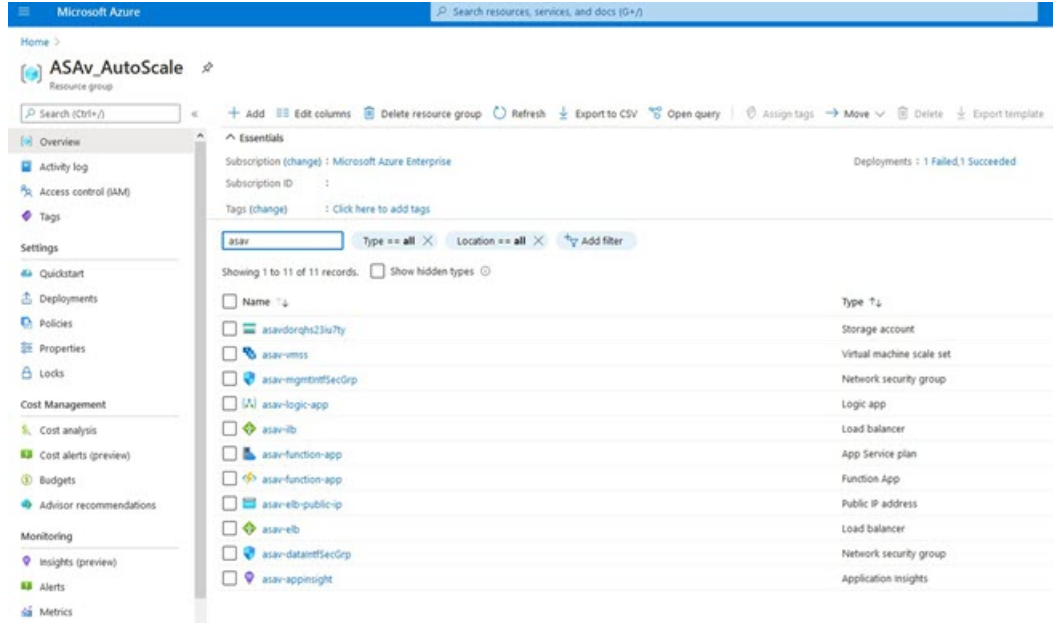 Microsoft Azure
Search resources, services, and docs (G+/)
Home >
ASAv_AutoScale
Resource group
Search (Ctrl+/)
«
+ Add Edit columns Delete resource group Refresh Export to CSV Open query Assign tags Move Delete Export template
Overview
Activity log
Access control (IAM)
Tags
Settings
Quickstart
Deployments
Policies
Properties
Locks
Cost Management
Cost analysis
Cost alerts (preview)
Budgets
Advisor recommendations
Monitoring
Insights (preview)
Alerts
Metrics
Essentials
Subscription (change) : Microsoft Azure Enterprise
Deployments : 1 Failed,1 Succeeded
Subscription ID :
Tags (change) : Click here to add tags
asav
Type == all
Location == all
Add filter
Showing 1 to 11 of 11 records. Show hidden types
Name ↑↓ Type ↑↓
asavdorqhs23iu7ty Storage account
asav-vmss Virtual machine scale set
asav-mgmtIntfSecGrp Network security group
asav-logic-app Logic app
asav-ilb Load balancer
asav-function-app App Service plan
asav-function-app Function App
asav-elb-public-ip Public IP address
asav-elb Load balancer
asav-dataIntfSecGrp Network security group
asav-appinsight Application Insights